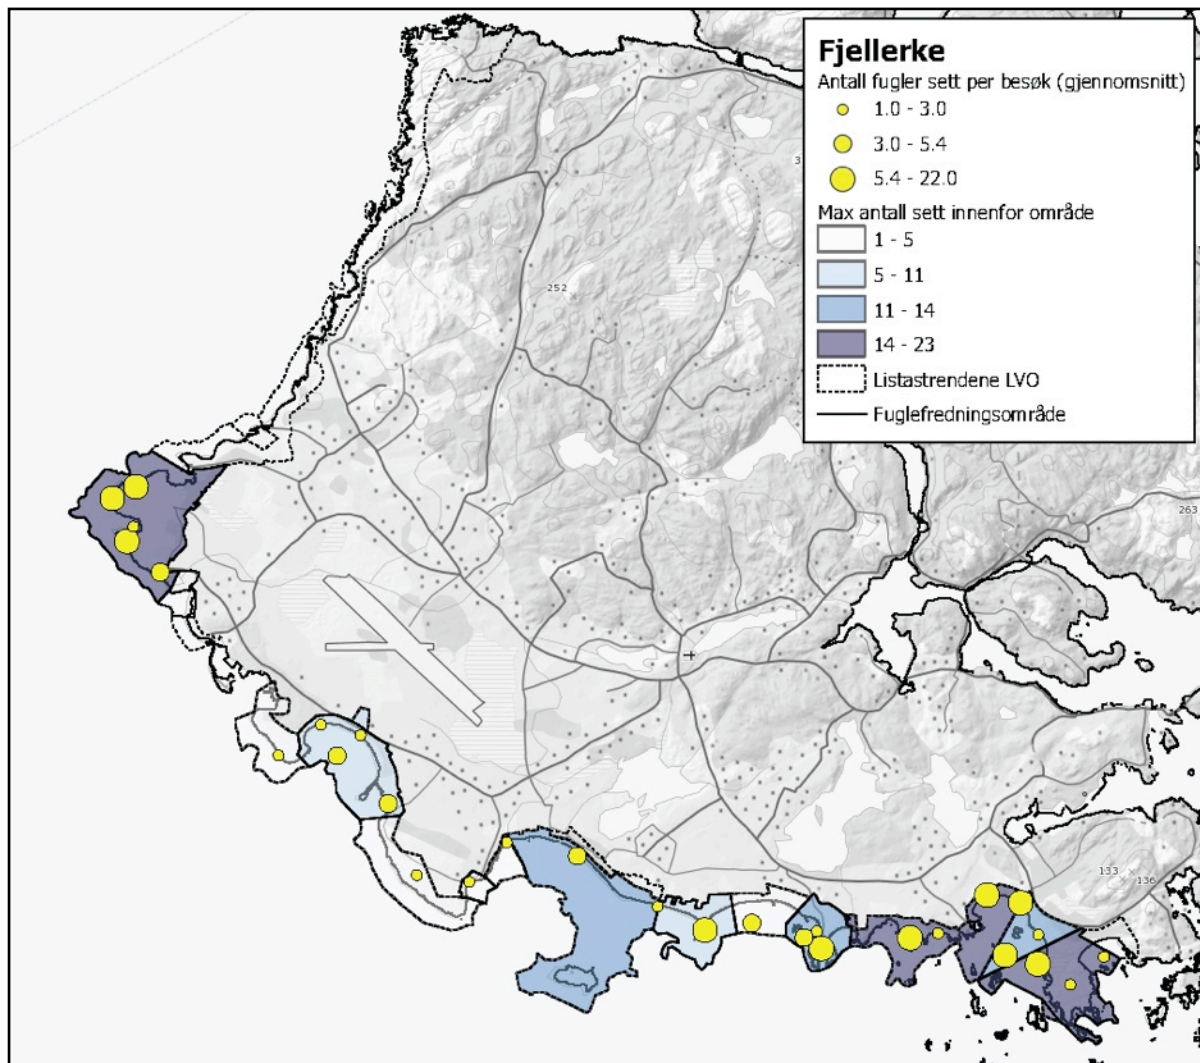 Fjellerke
Antall fugler sett per besøk (gjennomsnitt)
1.0 - 3.0
3.0 - 5.4
5.4 - 22.0
Max antall sett innenfor område
1 - 5
5 - 11
11 - 14
14 - 23
Listastrendene LVO
Fuglefredningsområde
3
252
263
133
136